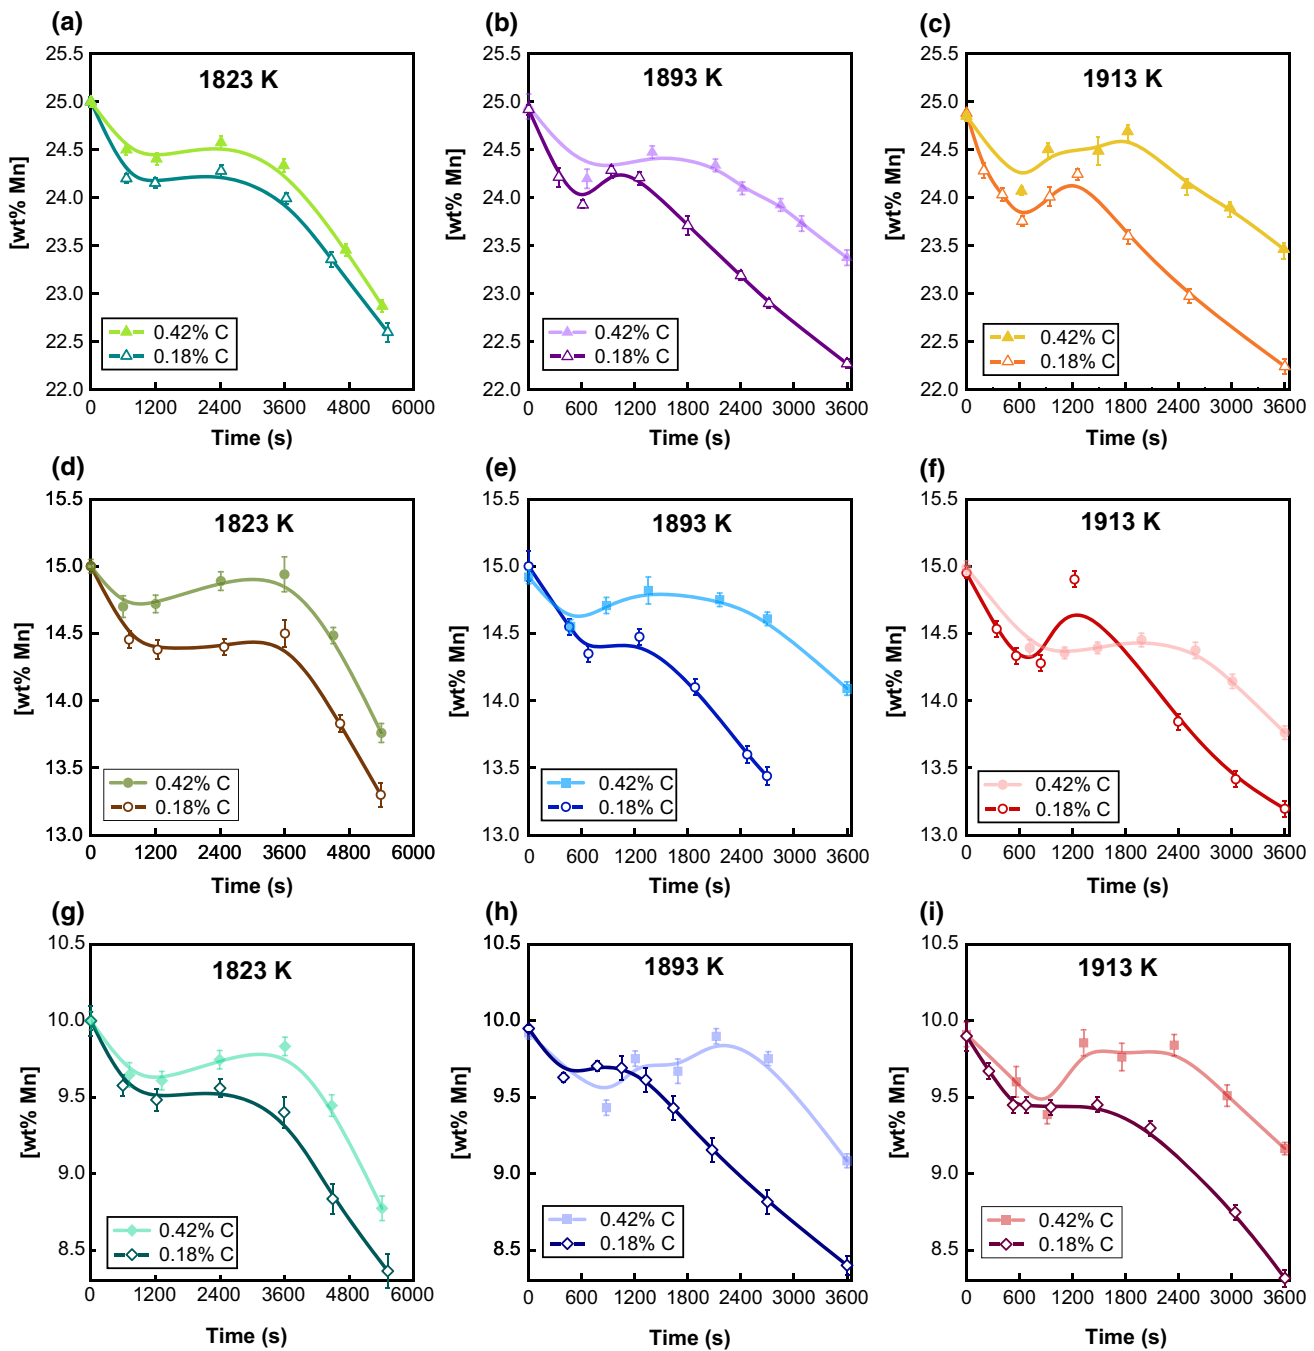 (a)
1823 K
[wt% Mn]
25.5
25.0
24.5
24.0
23.5
23.0
22.5
22.0
0.42% C
0.18% C
0 1200 2400 3600 4800 6000
Time (s)
(b)
1893 K
[wt% Mn]
25.5
25.0
24.5
24.0
23.5
23.0
22.5
22.0
0.42% C
0.18% C
0 600 1200 1800 2400 3000 3600
Time (s)
(c)
1913 K
[wt% Mn]
25.5
25.0
24.5
24.0
23.5
23.0
22.5
22.0
0.42% C
0.18% C
0 600 1200 1800 2400 3000 3600
Time (s)
(d)
1823 K
[wt% Mn]
15.5
15.0
14.5
14.0
13.5
13.0
0.42% C
0.18% C
0 1200 2400 3600 4800 6000
Time (s)
(e)
1893 K
[wt% Mn]
15.5
15.0
14.5
14.0
13.5
13.0
0.42% C
0.18% C
0 600 1200 1800 2400 3000 3600
Time (s)
(f)
1913 K
[wt% Mn]
15.5
15.0
14.5
14.0
13.5
13.0
0.42% C
0.18% C
0 600 1200 1800 2400 3000 3600
Time (s)
(g)
1823 K
[wt% Mn]
10.5
10.0
9.5
9.0
8.5
0.42% C
0.18% C
0 1200 2400 3600 4800 6000
Time (s)
(h)
1893 K
[wt% Mn]
10.5
10.0
9.5
9.0
8.5
0.42% C
0.18% C
0 600 1200 1800 2400 3000 3600
Time (s)
(i)
1913 K
[wt% Mn]
10.5
10.0
9.5
9.0
8.5
0.42% C
0.18% C
0 600 1200 1800 2400 3000 3600
Time (s)